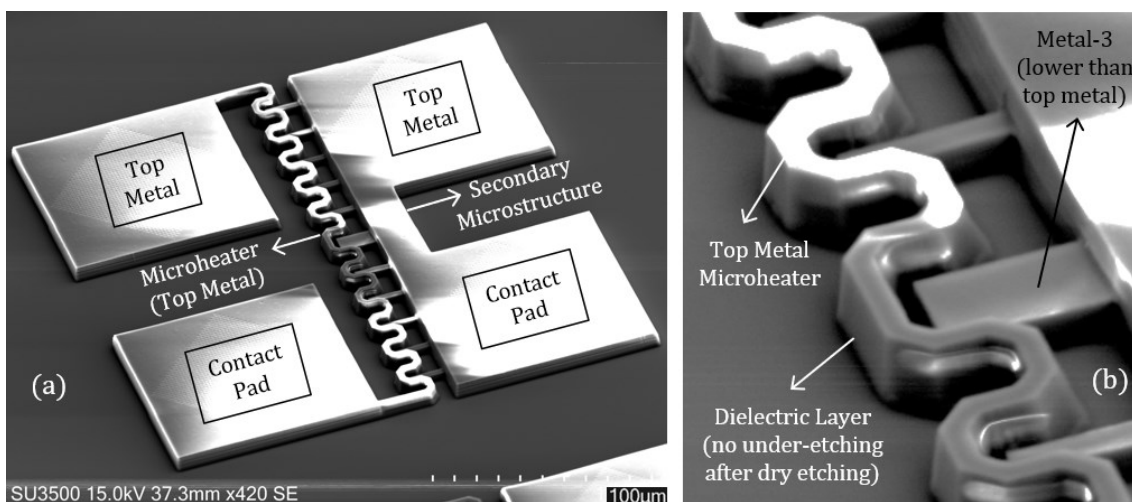 Top
Metal
Top
Metal
Secondary
Microstructure
Microheater
(Top Metal)
Contact
Pad
Contact
Pad
(a)
SU3500 15.0kV 37.3mm x420 SE
100µm
Metal-3
(lower than
top metal)
Top Metal
Microheater
Dielectric Layer
(no under-etching
after dry etching)
(b)